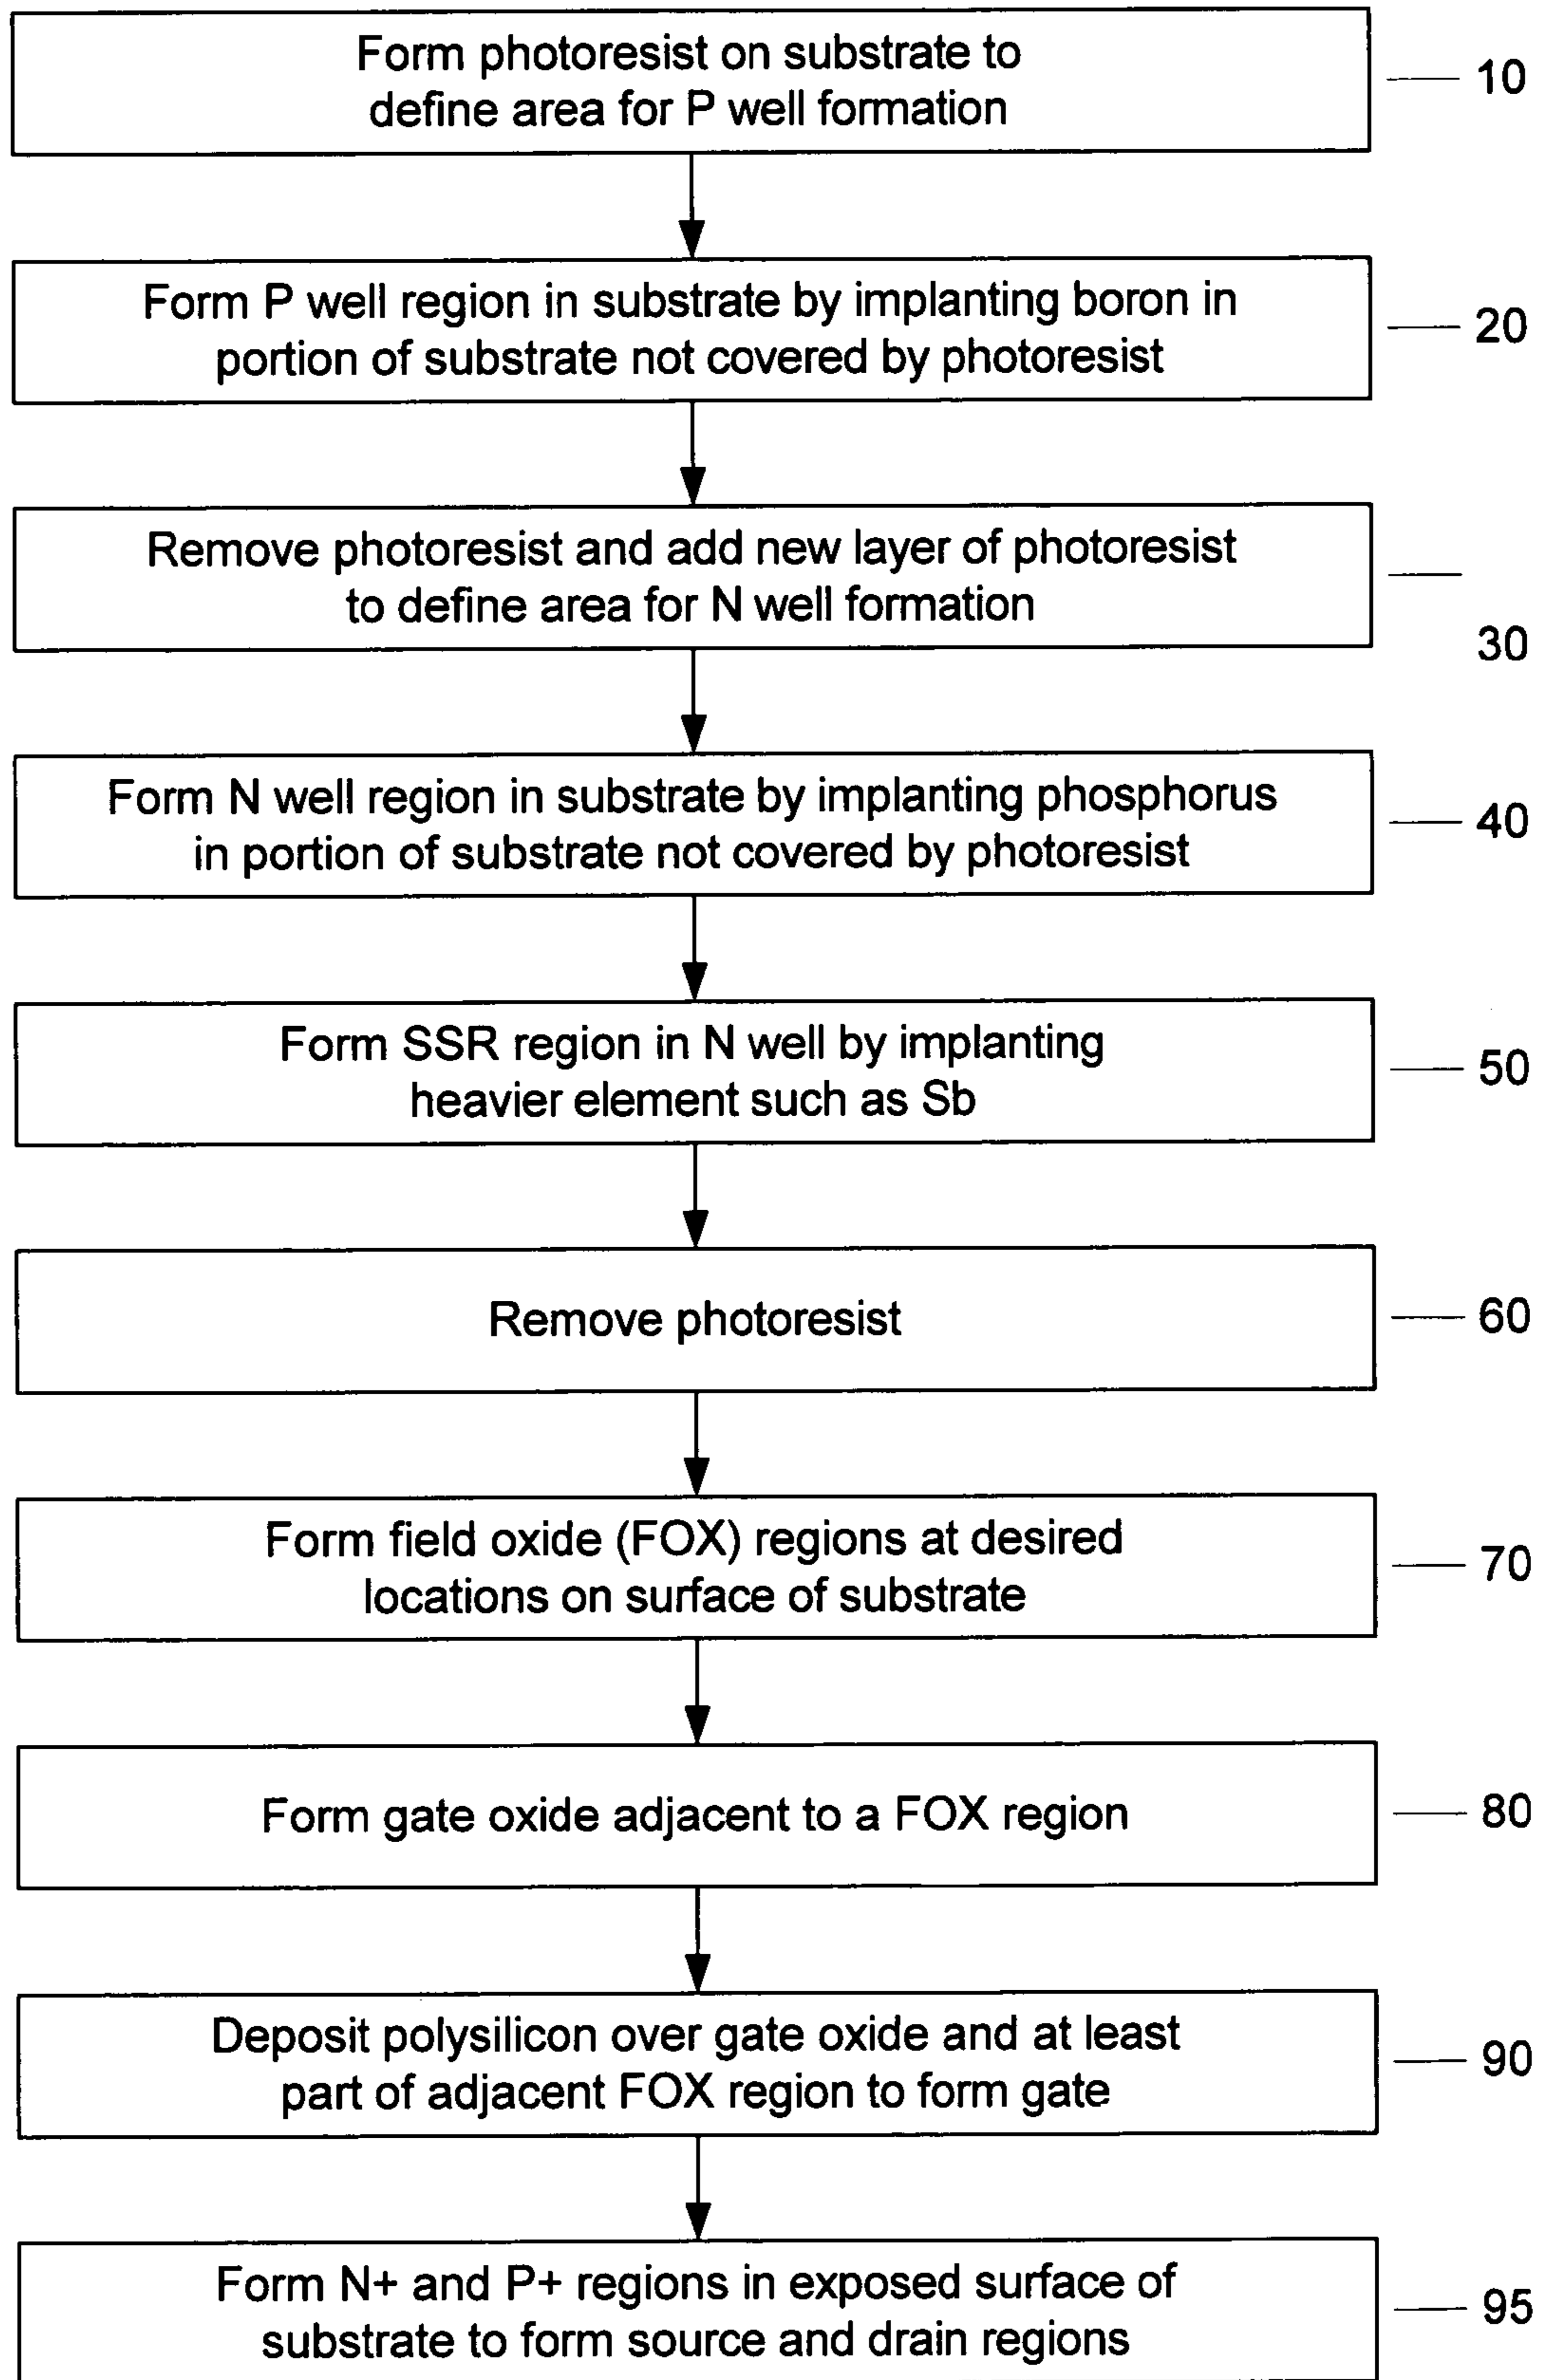 Form photoresist on substrate to
define area for P well formation
10
Form P well region in substrate by implanting boron in
portion of substrate not covered by photoresist
20
Remove photoresist and add new layer of photoresist
to define area for N well formation
30
Form N well region in substrate by implanting phosphorus
in portion of substrate not covered by photoresist
40
Form SSR region in N well by implanting
heavier element such as Sb
50
Remove photoresist
60
Form field oxide (FOX) regions at desired
locations on surface of substrate
70
Form gate oxide adjacent to a FOX region
80
Deposit polysilicon over gate oxide and at least
part of adjacent FOX region to form gate
90
Form N+ and P+ regions in exposed surface of
substrate to form source and drain regions
95